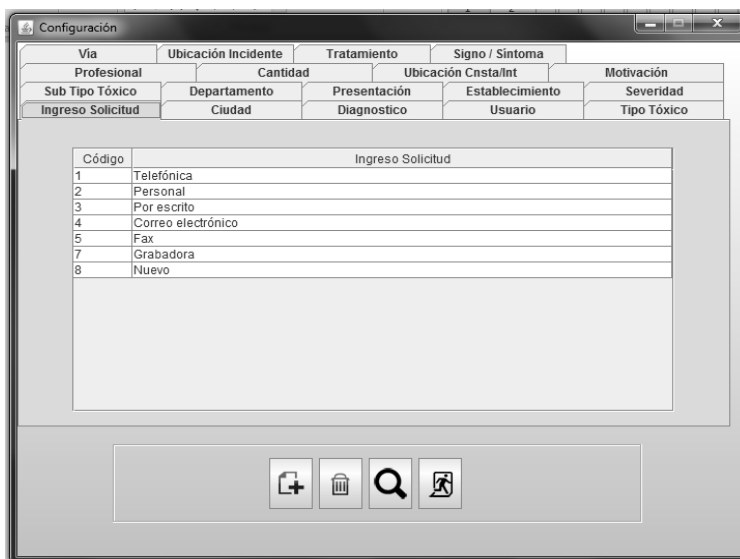 Configuración
Vía Ubicación Incidente Tratamiento Signo / Síntoma
Profesional Cantidad Ubicación Cnsta/Int Motivación
Sub Tipo Tóxico Departamento Presentación Establecimiento Severidad
Ingreso Solicitud Ciudad Diagnostico Usuario Tipo Tóxico
Código Ingreso Solicitud
1 Telefónica
2 Personal
3 Por escrito
4 Correo electrónico
5 Fax
7 Grabadora
8 Nuevo